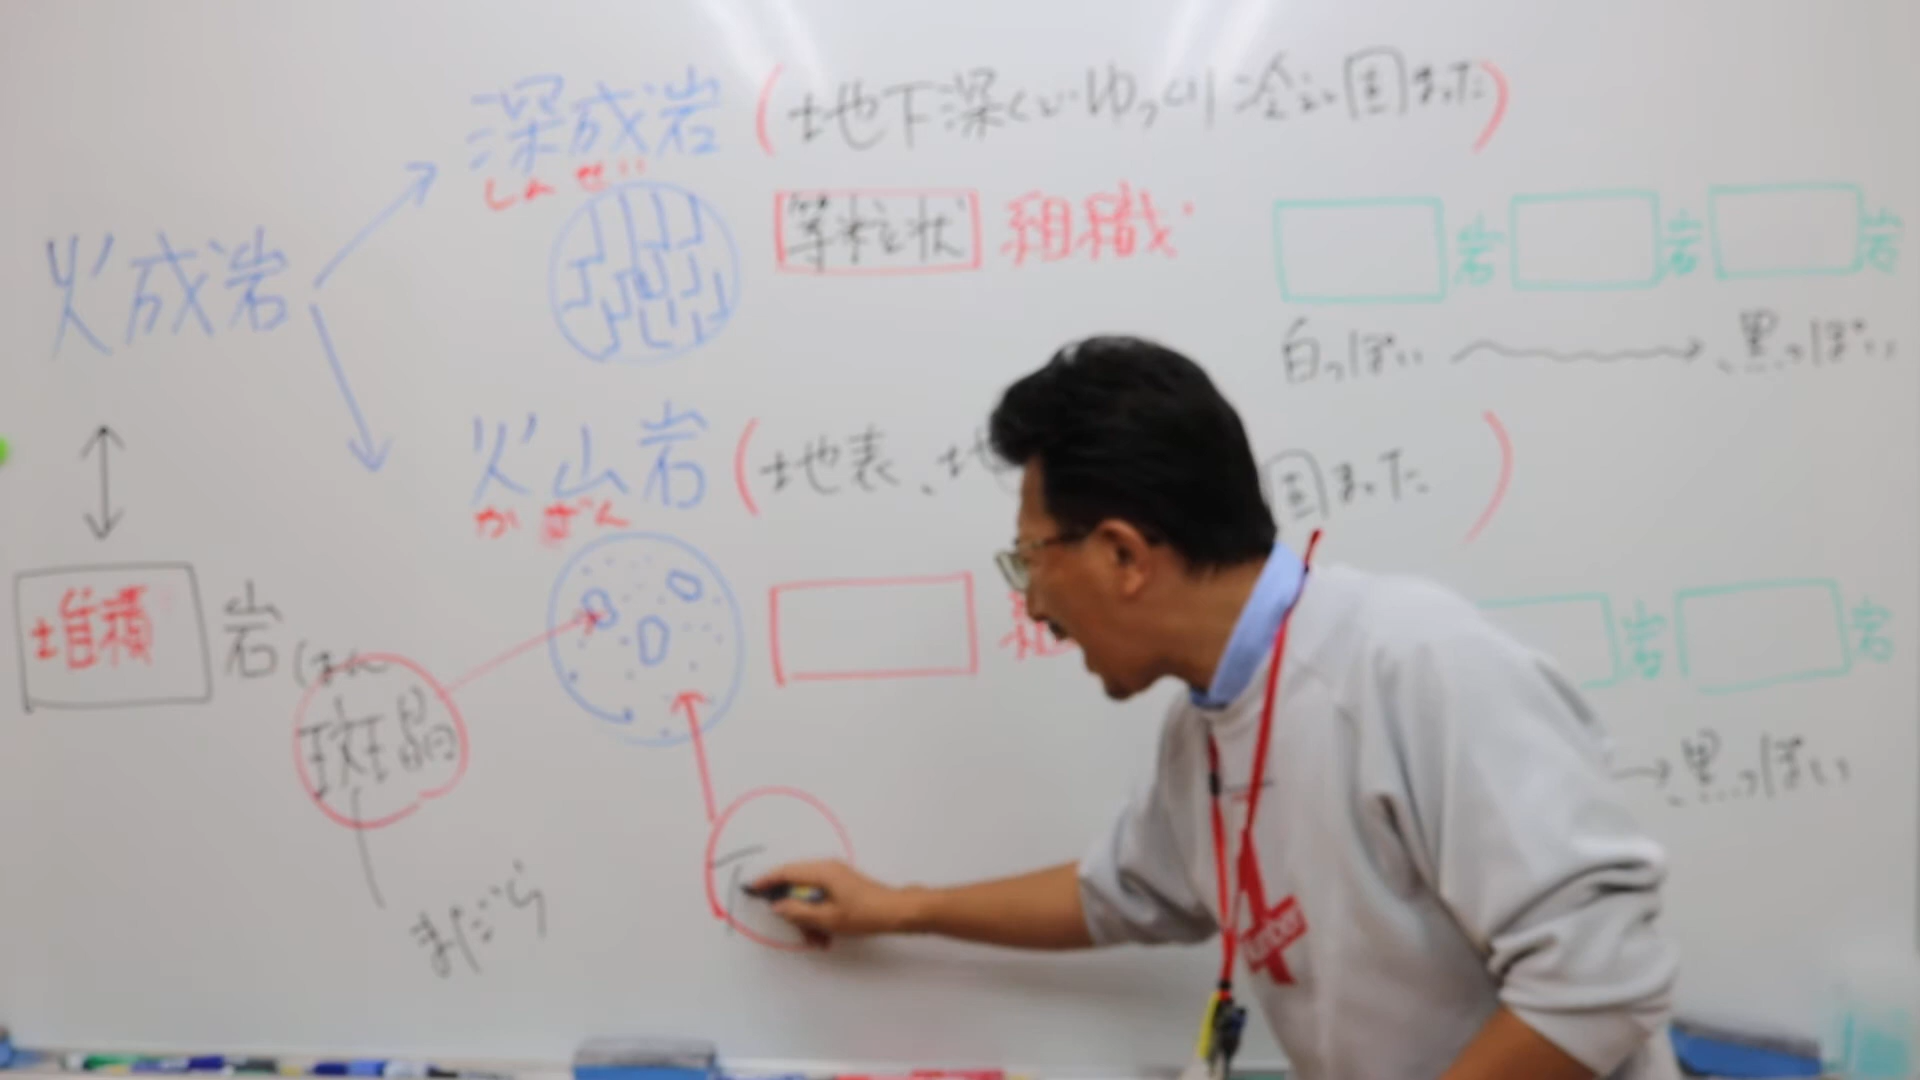 深成岩 (地下深くでゆっくり冷えて固まった)
しん せい
等粒状 組織
岩 岩 岩
白っぽい → 黒っぽい
火成岩
火山岩 (地表、地 固まった )
か ざん
堆積 岩
岩 岩
はん
斑晶
→ 黒っぽい
まだら